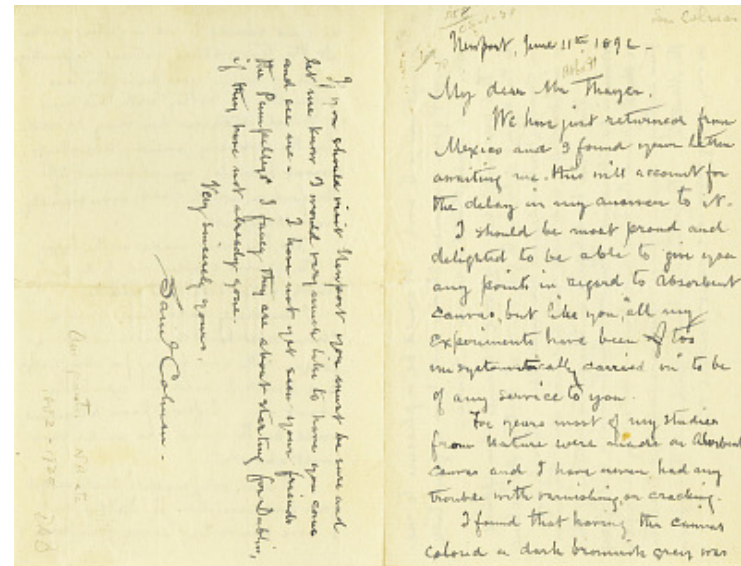 Newport, June 11th 1892 -
My dear Mr Thayer.
We have just returned from
Mexico and I found your letter
awaiting me. this will account for
the delay in my answer to it.
I should be most proud and
delighted to be able to give you
any points in regard to Absorbent
Canvas, but like you, "all my
experiments have been too
unsystematically carried on" to be
of any service to you.
For years most of my studies
from Nature were made on Absorbent
canvas and I have never had any
trouble with varnishing, or cracking.
I found that having the canvas
colored a dark brownish grey was
If you should visit Newport you must be sure and
let me know I would very much like to have you come
and see me - I have not yet seen your friends
the Pumpellys I fancy they are about starting for Dublin,
if they have not already gone.
Very sincerely yours,
Saml Colman.
Sam Colman